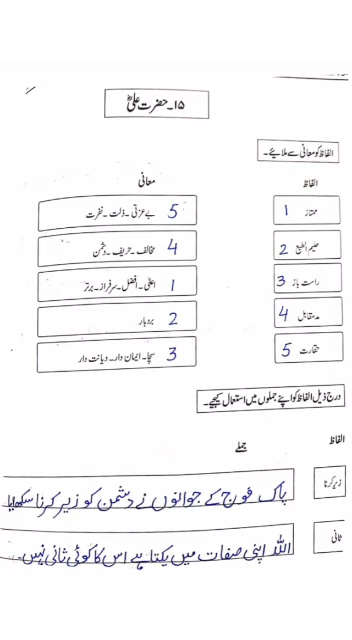 ۱۵۔ حضرت علیؓ
الفاظ کو معانی سے ملائیے۔
الفاظ معانی
ممتاز 1 5 بے عزتی۔ ذلت۔ نفرت
حلیم الطبع 2 4 مخالف۔ حریف۔ دشمن
راست باز 3 1 اعلیٰ۔ افضل۔ سرفراز۔ برتر
مدمقابل 4 2 بردبار
حقارت 5 3 سچا۔ ایمان دار۔ دیانت دار
درج ذیل الفاظ کو اپنے جملوں میں استعمال کیجیے۔
الفاظ جملے
زیر کرنا پاک فوج کے جوانوں نے دشمن کو زیر کرنا سکھایا
ثانی اللہ اپنی صفات میں یکتا ہے اس کا کوئی ثانی نہیں۔